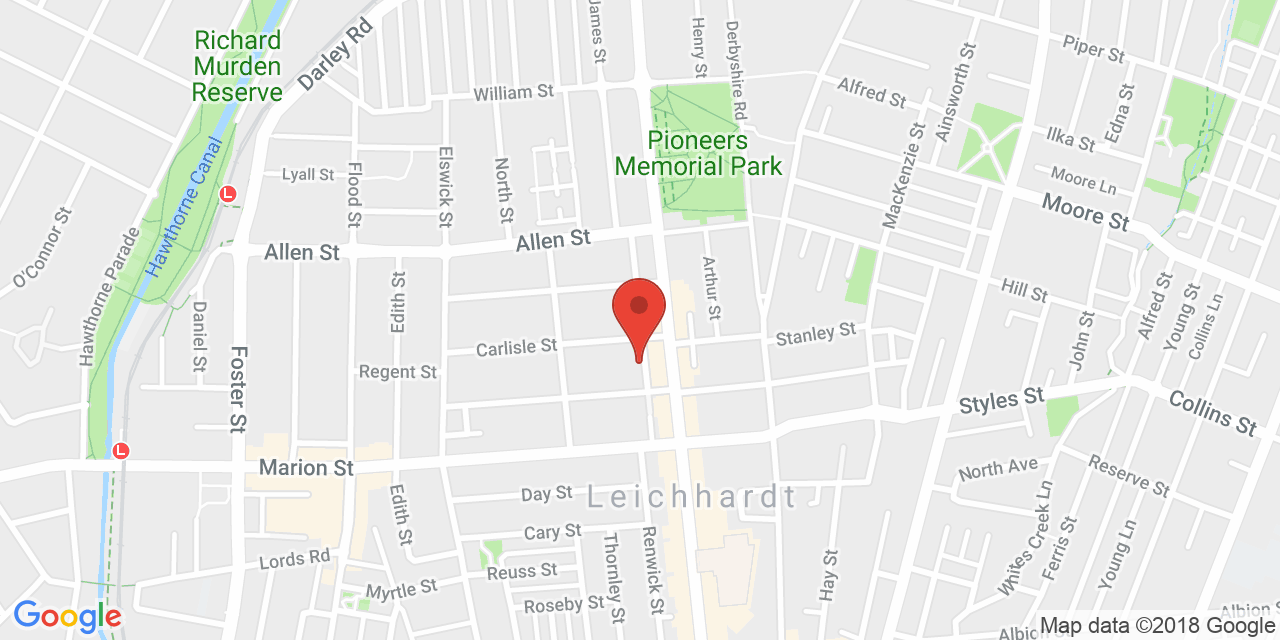 Richard
Murden
Reserve
Darley Rd
James St
Henry St
Derbyshire Rd
Piper St
Alfred St
Ainsworth St
Edna St
Ilka St
William St
Pioneers
Memorial Park
Hawthorne Canal
Lyall St
Flood St
Elswick St
North St
MacKenzie St
Moore Ln
Moore St
O'Connor St
Hawthorne Parade
L
Allen St
Allen St
Edith St
Arthur St
Hill St
Alfred St
Young St
Collins Ln
Daniel St
Foster St
Carlisle St
Regent St
Stanley St
John St
Styles St
Collins St
L
Marion St
Edith St
Day St
Leichhardt
North Ave
Reserve St
Cary St
Renwick St
Thornley St
Whites Creek Ln
Ferris St
Young Ln
Lords Rd
Myrtle St
Reuss St
Roseby St
Hay St
Albion St
Albion St
Google
Map data ©2018 Google